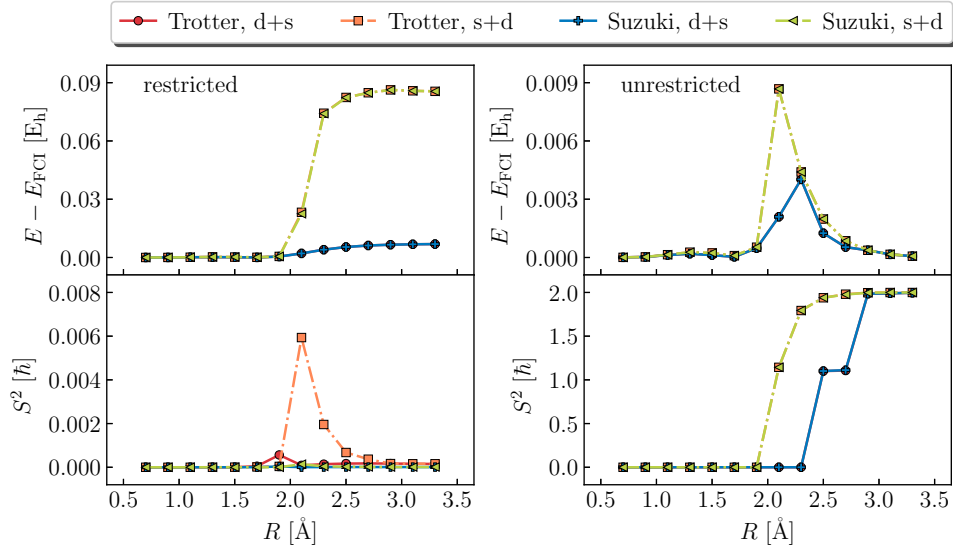 Trotter, d+s Trotter, s+d Suzuki, d+s Suzuki, s+d
restricted
unrestricted
0.09
0.06
0.03
0.00
E − E_FCI [E_h]
0.009
0.006
0.003
0.000
E − E_FCI [E_h]
0.008
0.006
0.004
0.002
0.000
S² [ħ]
2.0
1.5
1.0
0.5
0.0
S² [ħ]
0.5 1.0 1.5 2.0 2.5 3.0 3.5
R [Å]
0.5 1.0 1.5 2.0 2.5 3.0 3.5
R [Å]